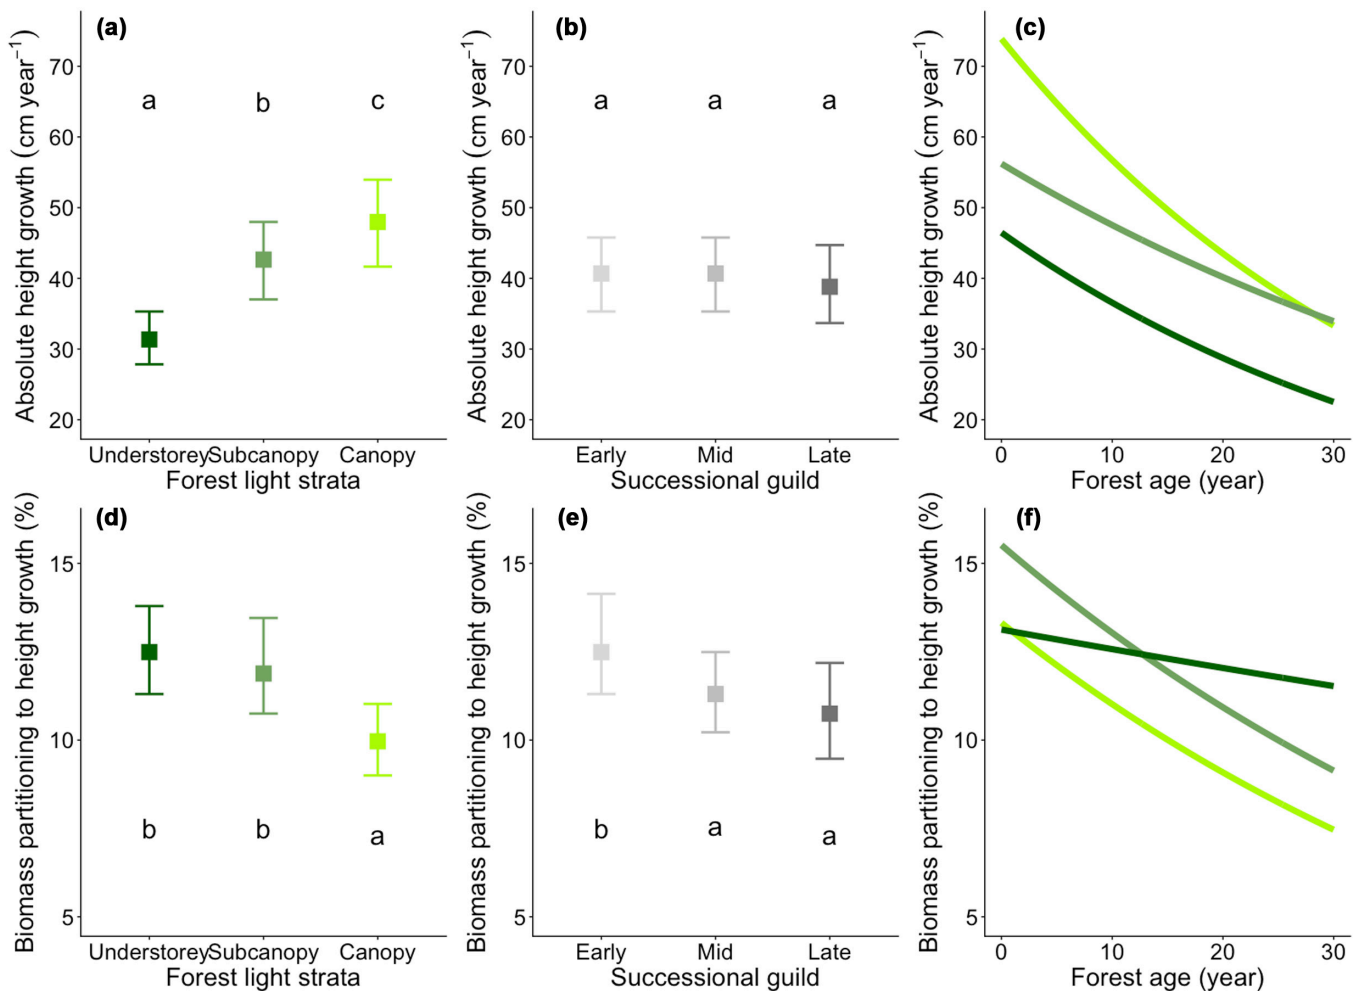 (a)
Absolute height growth (cm year⁻¹)
70
60
50
40
30
20
a b c
Understorey Subcanopy Canopy
Forest light strata
(b)
Absolute height growth (cm year⁻¹)
70
60
50
40
30
20
a a a
Early Mid Late
Successional guild
(c)
Absolute height growth (cm year⁻¹)
70
60
50
40
30
20
0 10 20 30
Forest age (year)
(d)
Biomass partitioning to height growth (%)
15
10
5
b b a
Understorey Subcanopy Canopy
Forest light strata
(e)
Biomass partitioning to height growth (%)
15
10
5
b a a
Early Mid Late
Successional guild
(f)
Biomass partitioning to height growth (%)
15
10
5
0 10 20 30
Forest age (year)